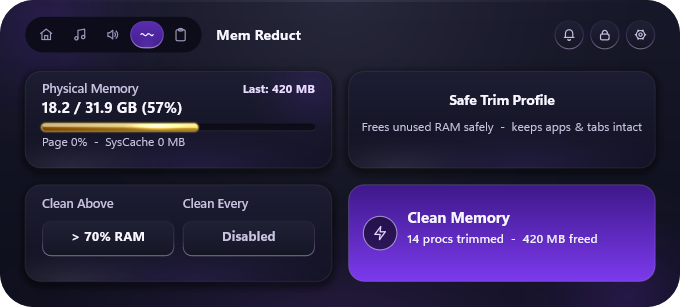 Mem Reduct
Physical Memory
Last: 420 MB
18.2 / 31.9 GB (57%)
Page 0%  -  SysCache 0 MB
Safe Trim Profile
Frees unused RAM safely  -  keeps apps & tabs intact
Clean Above
Clean Every
> 70% RAM
Disabled
Clean Memory
14 procs trimmed  -  420 MB freed